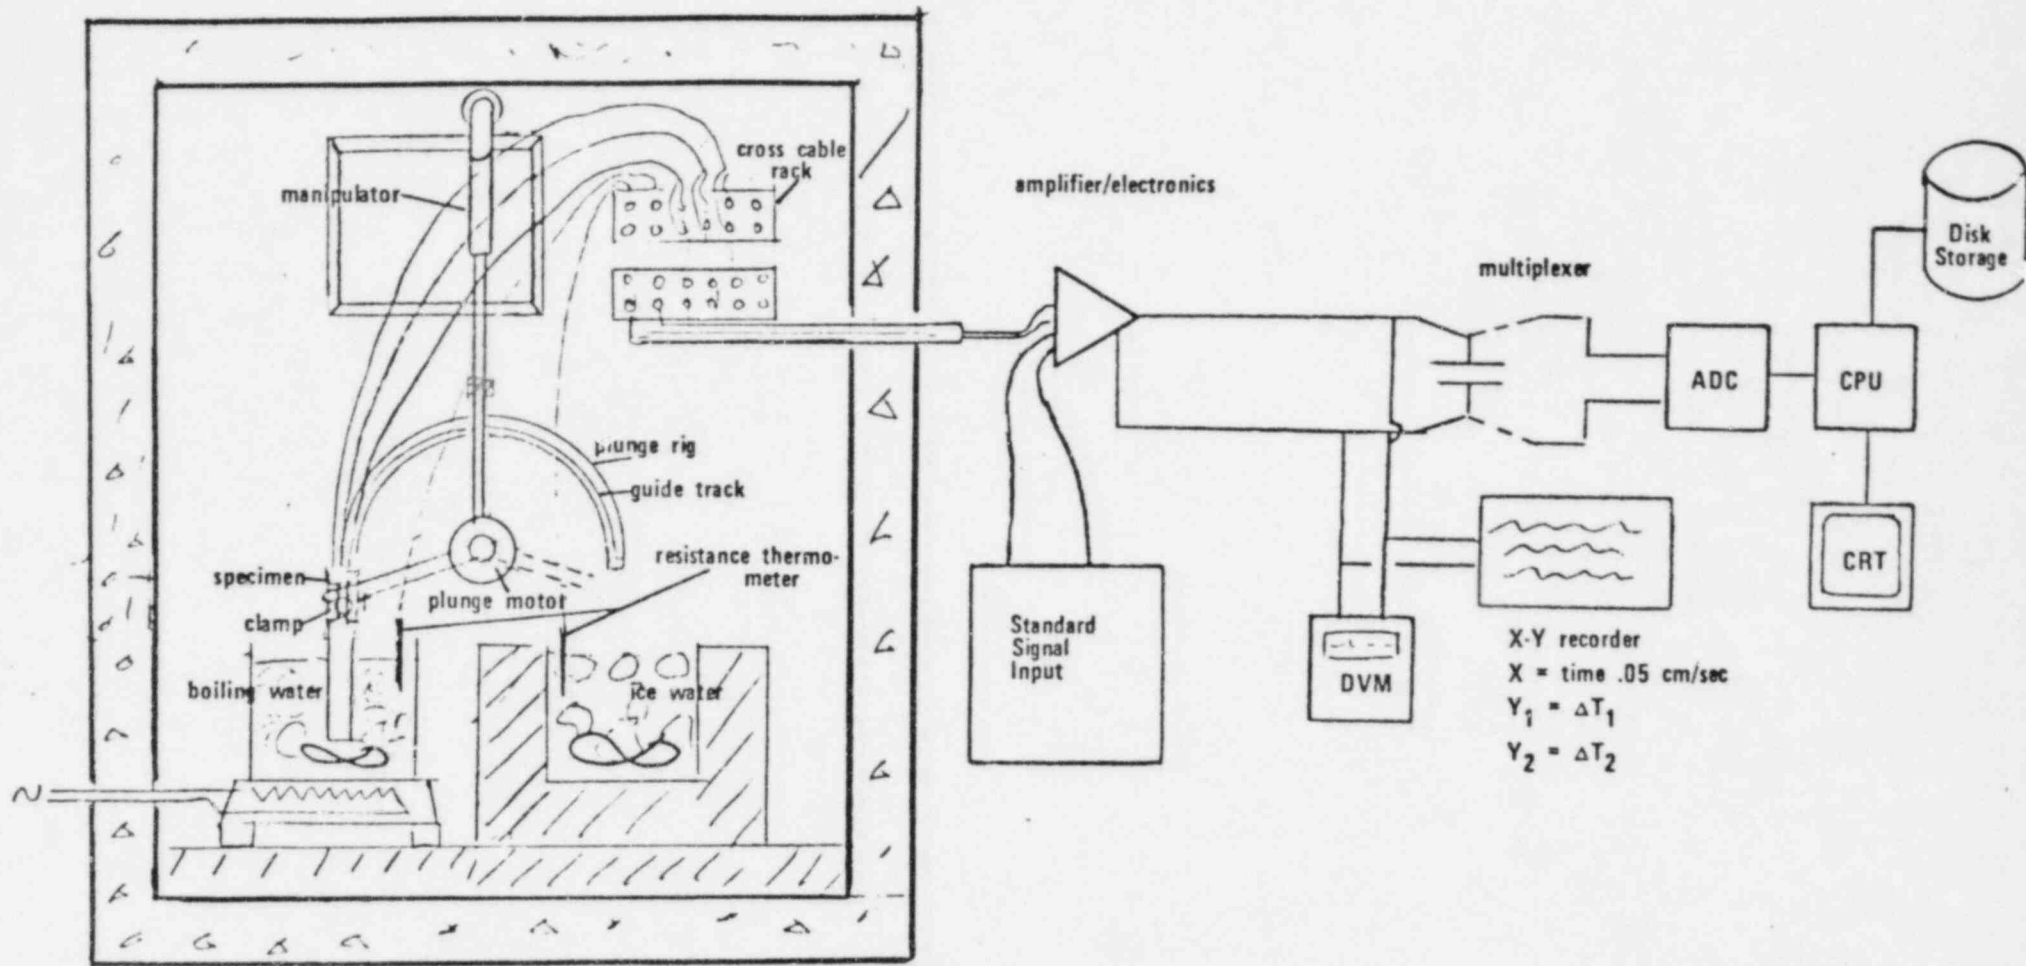 cross cable
rack
manipulator
plunge rig
guide track
resistance thermo-
meter
specimen
plunge motor
clamp
boiling water
ice water
amplifier/electronics
multiplexer
Disk
Storage
ADC
CPU
CRT
Standard
Signal
Input
DVM
X-Y recorder
X = time .05 cm/sec
Y₁ = ΔT₁
Y₂ = ΔT₂